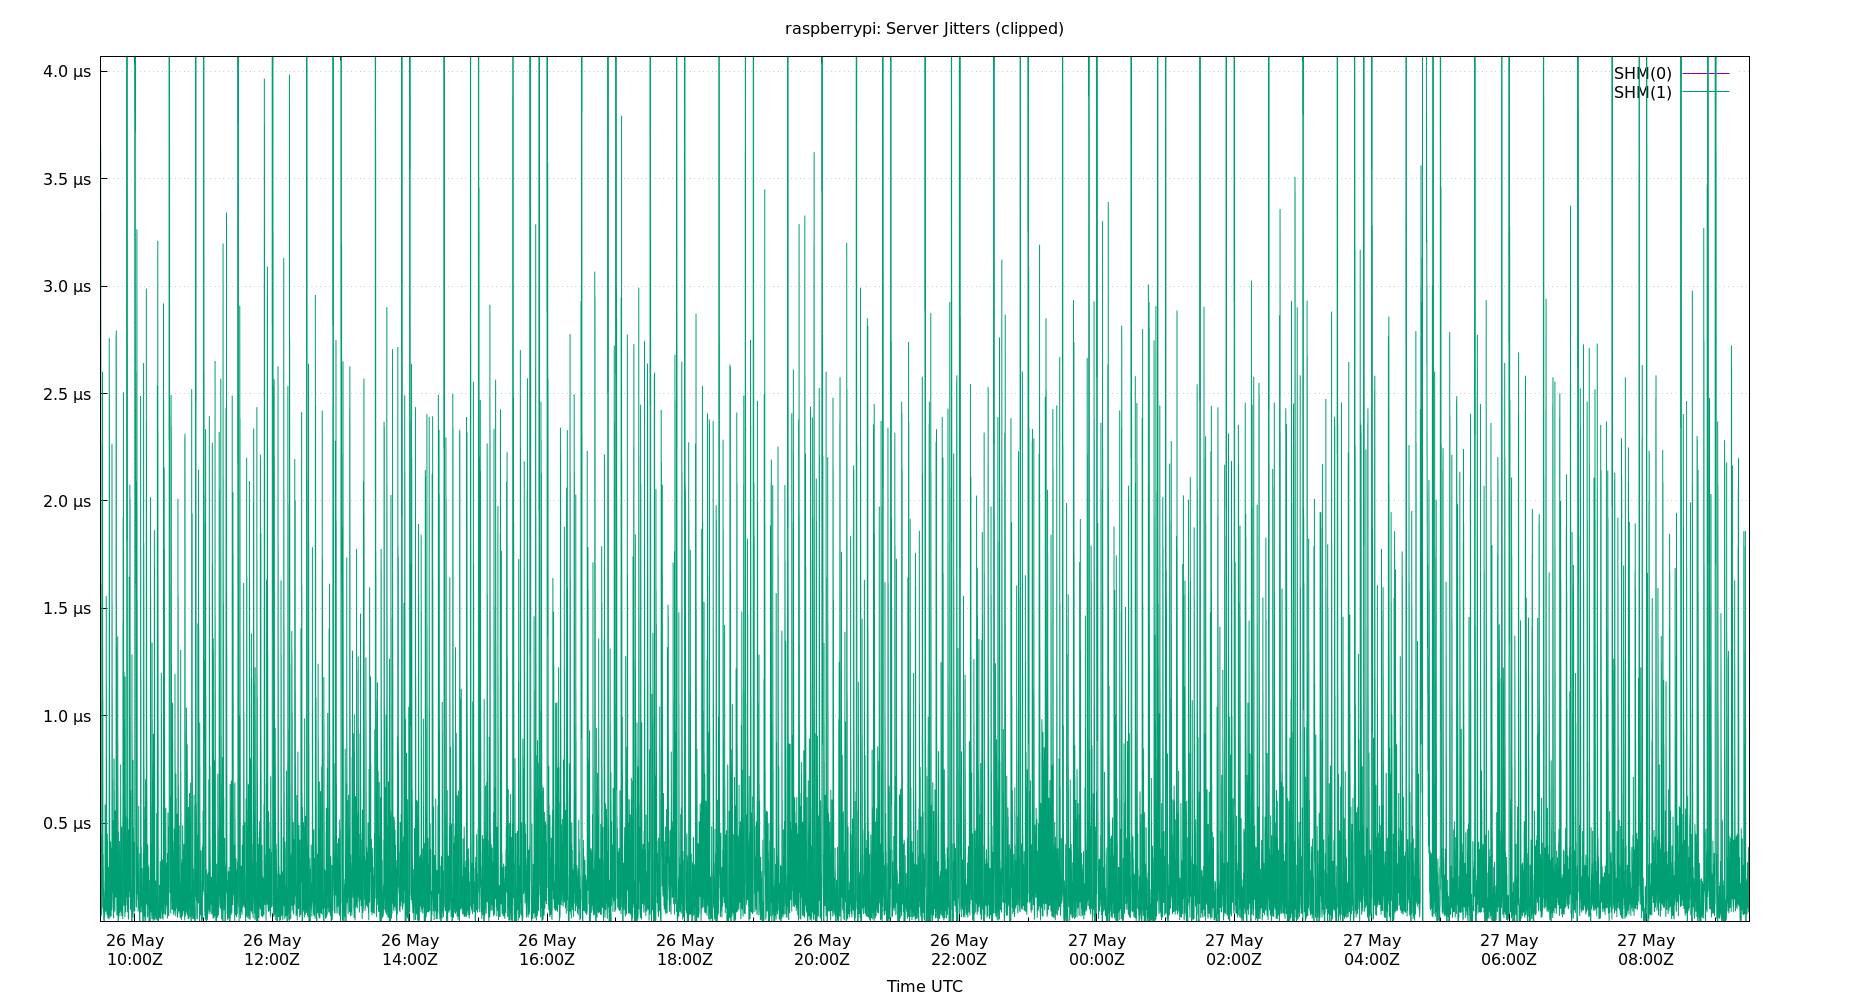 raspberrypi: Server Jitters (clipped)
4.0 µs
3.5 µs
3.0 µs
2.5 µs
2.0 µs
1.5 µs
1.0 µs
0.5 µs
SHM(0)
SHM(1)
26 May 26 May 26 May 26 May 26 May 26 May 26 May 27 May 27 May 27 May 27 May 27 May
10:00Z 12:00Z 14:00Z 16:00Z 18:00Z 20:00Z 22:00Z 00:00Z 02:00Z 04:00Z 06:00Z 08:00Z
Time UTC